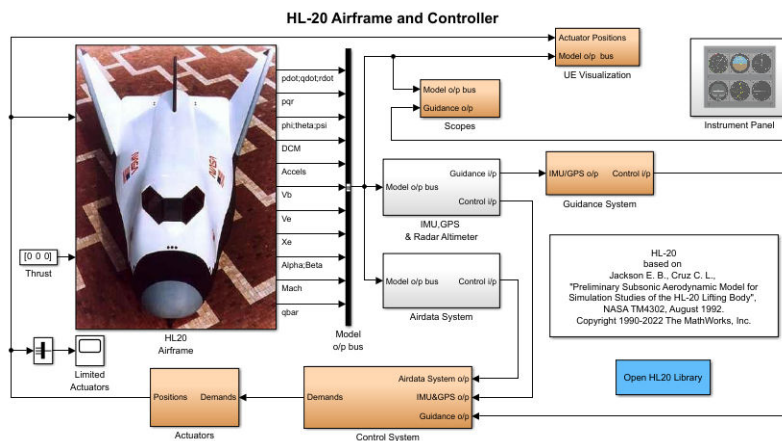 HL-20 Airframe and Controller
Actuator Positions
Model o/p bus
UE Visualization
Model o/p bus
Guidance o/p
Scopes
Instrument Panel
pdot;qdot;rdot
pqr
phi;theta;psi
DCM
Accels
Vb
Ve
Xe
Alpha;Beta
Mach
qbar
NASA
[0 0 0]
Thrust
HL20
Airframe
Model
o/p bus
Model o/p bus
Guidance i/p
Control i/p
IMU,GPS
& Radar Altimeter
IMU/GPS o/p
Control i/p
Guidance System
Model o/p bus
Control i/p
Airdata System
HL-20
based on
Jackson E. B., Cruz C. L.,
"Preliminary Subsonic Aerodynamic Model for
Simulation Studies of the HL-20 Lifting Body",
NASA TM4302, August 1992.
Copyright 1990-2022 The MathWorks, Inc.
Open HL20 Library
Limited
Actuators
Positions
Demands
Actuators
Demands
Airdata System o/p
IMU&GPS o/p
Guidance o/p
Control System